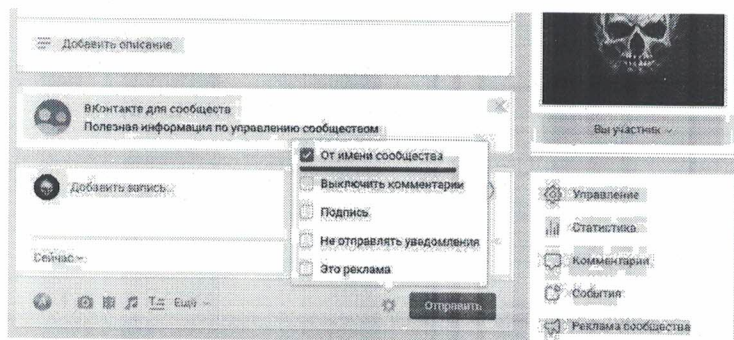 Добавить описание
ВКонтакте для сообществ
Полезная информация по управлению сообществом
Вы участник
От имени сообщества
Добавить запись...
Выключить комментарии
Подпись
Не отправлять уведомления
Сейчас
Это реклама
Ещё
Отправить
Управление
Статистика
Комментарии
События
Реклама сообщества